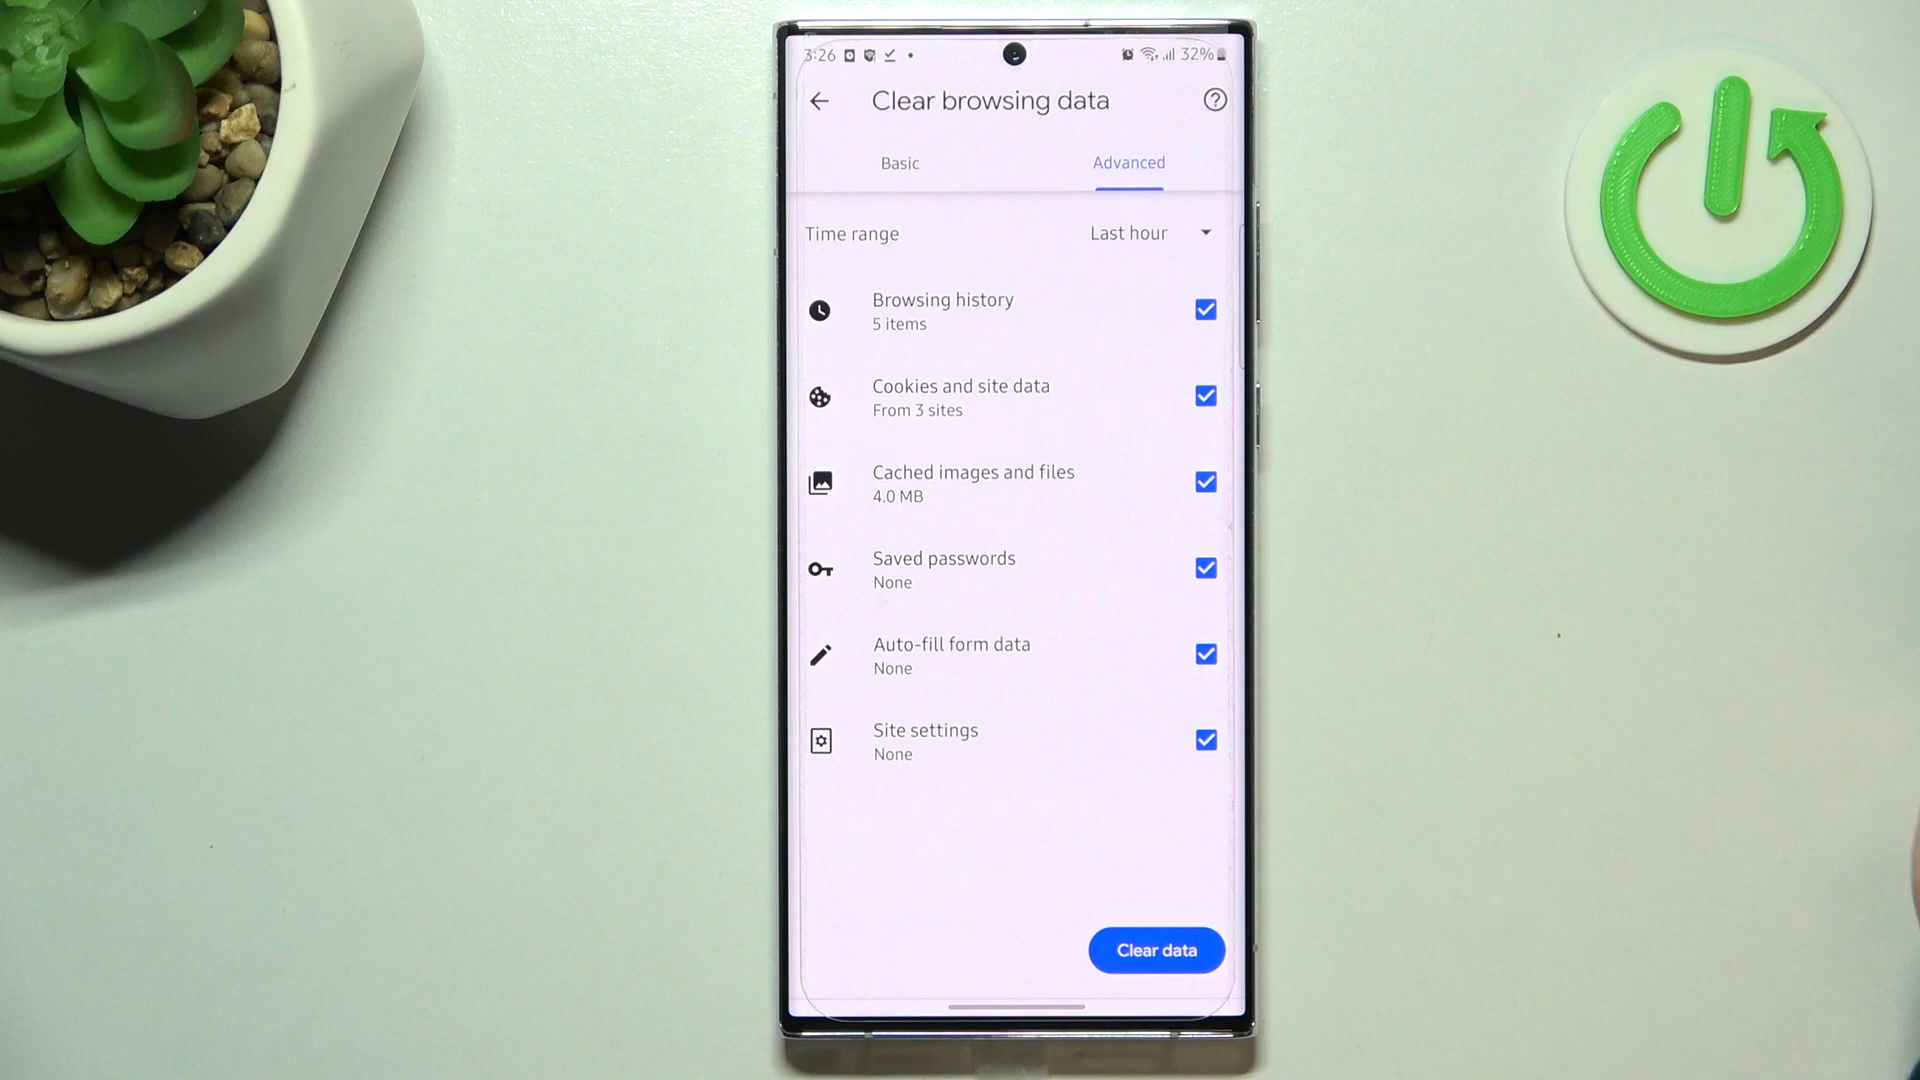 3:26 32%
Clear browsing data
Basic Advanced
Time range Last hour
Browsing history
5 items
Cookies and site data
From 3 sites
Cached images and files
4.0 MB
Saved passwords
None
Auto-fill form data
None
Site settings
None
Clear data